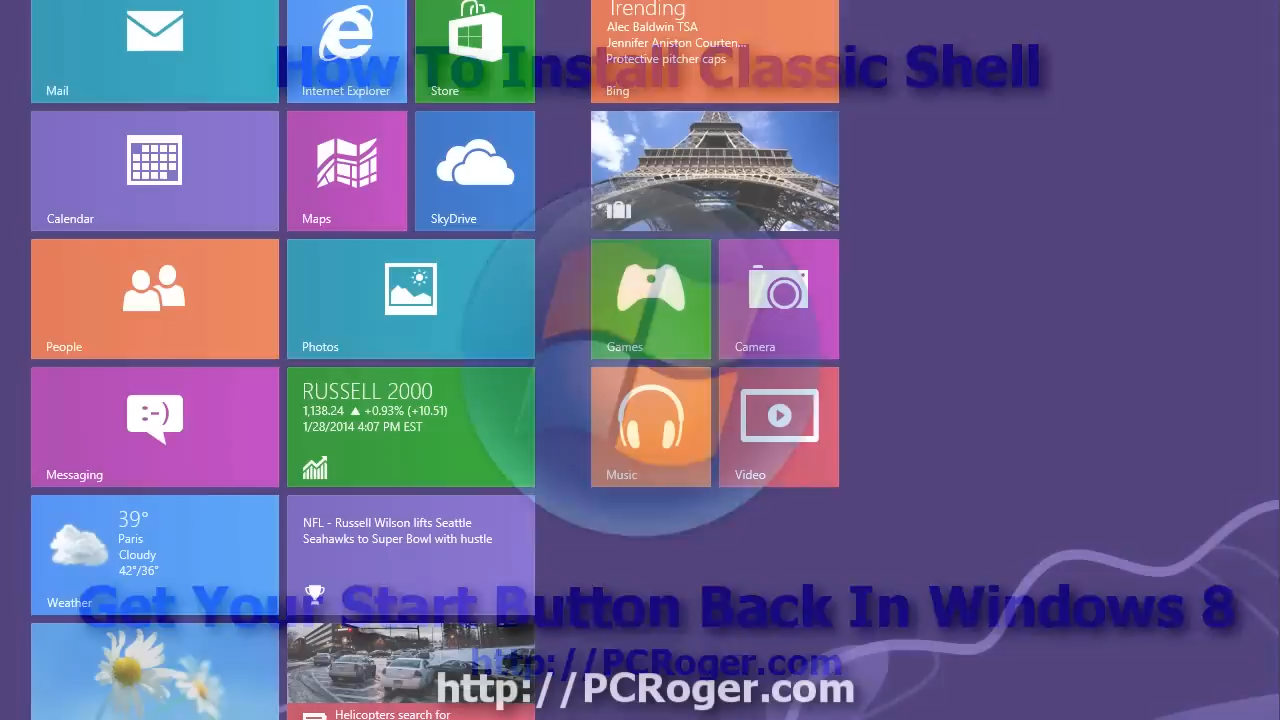 Trending
Alec Baldwin TSA
Jennifer Aniston Courten...
Protective pitcher caps
Bing
How To Install Classic Shell
Mail
Internet Explorer
Store
Calendar
Maps
SkyDrive
People
Photos
Games
Camera
Messaging
RUSSELL 2000
1,138.24 ▲ +0.93% (+10.51)
1/28/2014 4:07 PM EST
Music
Video
39°
Paris
Cloudy
42°/36°
Weather
NFL - Russell Wilson lifts Seattle
Seahawks to Super Bowl with hustle
Get Your Start Button Back In Windows 8
http://PCRoger.com
http://PCRoger.com
Helicopters search for